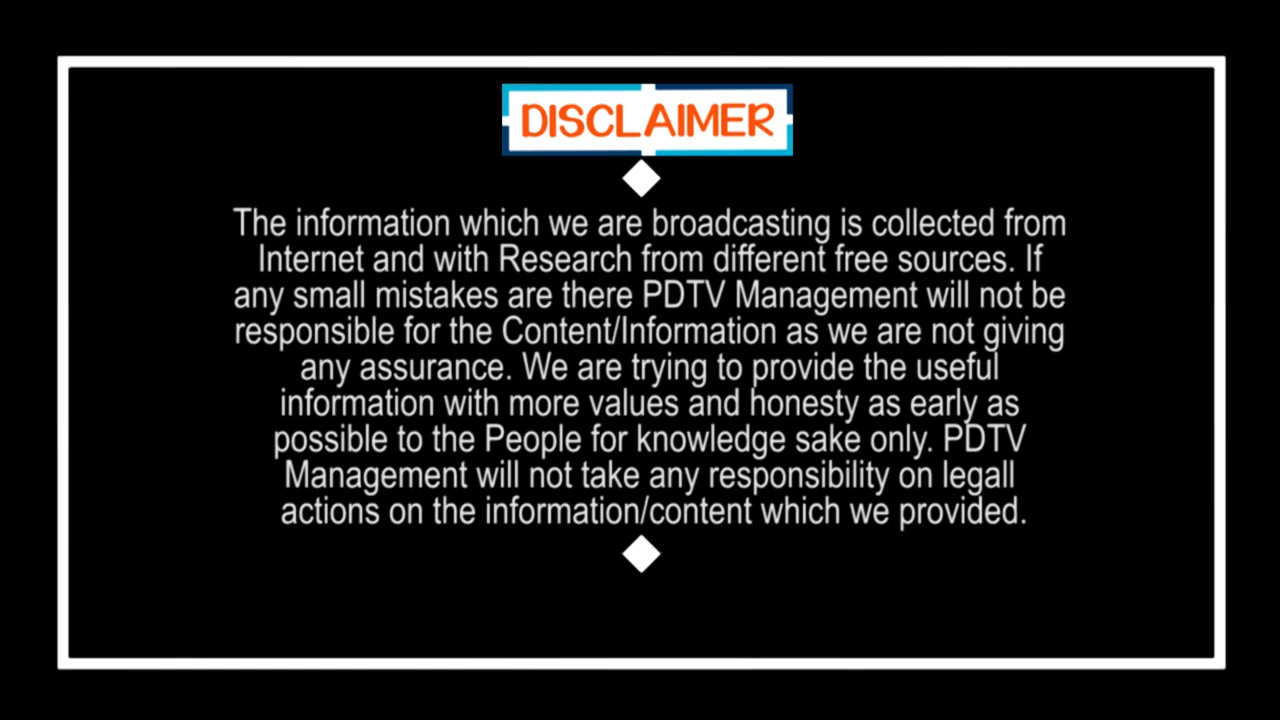 DISCLAIMER
The information which we are broadcasting is collected from
Internet and with Research from different free sources. If
any small mistakes are there PDTV Management will not be
responsible for the Content/Information as we are not giving
any assurance. We are trying to provide the useful
information with more values and honesty as early as
possible to the People for knowledge sake only. PDTV
Management will not take any responsibility on legall
actions on the information/content which we provided.